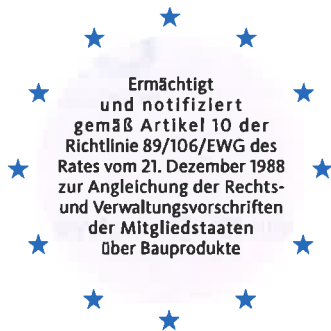 Ermächtigt
und notifiziert
gemäß Artikel 10 der
Richtlinie 89/106/EWG des
Rates vom 21. Dezember 1988
zur Angleichung der Rechts-
und Verwaltungsvorschriften
der Mitgliedstaaten
über Bauprodukte